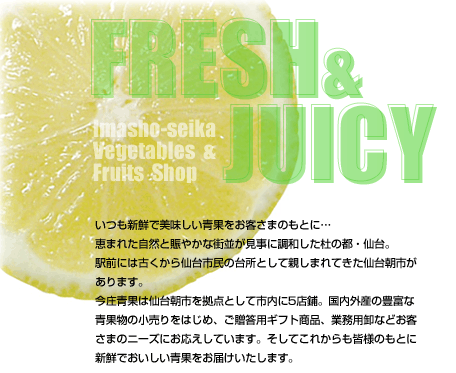 FRESH &
JUICY
Imasho-seika
Vegetables &
Fruits Shop
いつも新鮮で美味しい青果をお客さまのもとに…
恵まれた自然と賑やかな街並が見事に調和した杜の都・仙台。
駅前には古くから仙台市民の台所として親しまれてきた仙台朝市が
あります。
今庄青果は仙台朝市を拠点として市内に5店鋪。国内外産の豊富な
青果物の小売りをはじめ、ご贈答用ギフト商品、業務用卸などお客
さまのニーズにお応えしています。そしてこれからも皆様のもとに
新鮮でおいしい青果をお届けいたします。